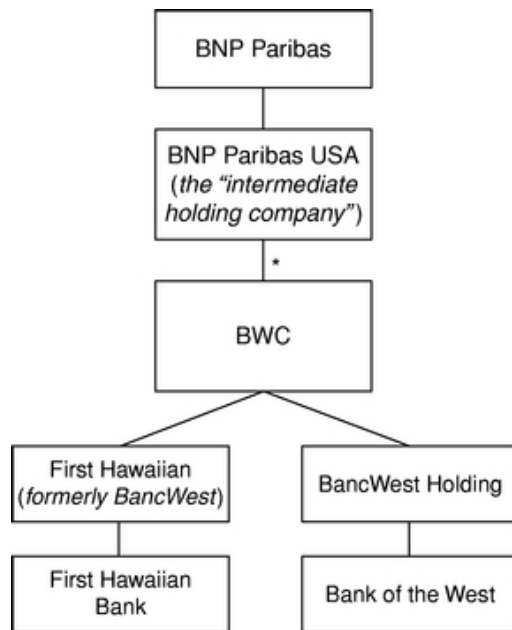 BNP Paribas
BNP Paribas USA
(the “intermediate
holding company”)
*
BWC
First Hawaiian
(formerly BancWest)
BancWest Holding
First Hawaiian
Bank
Bank of the West